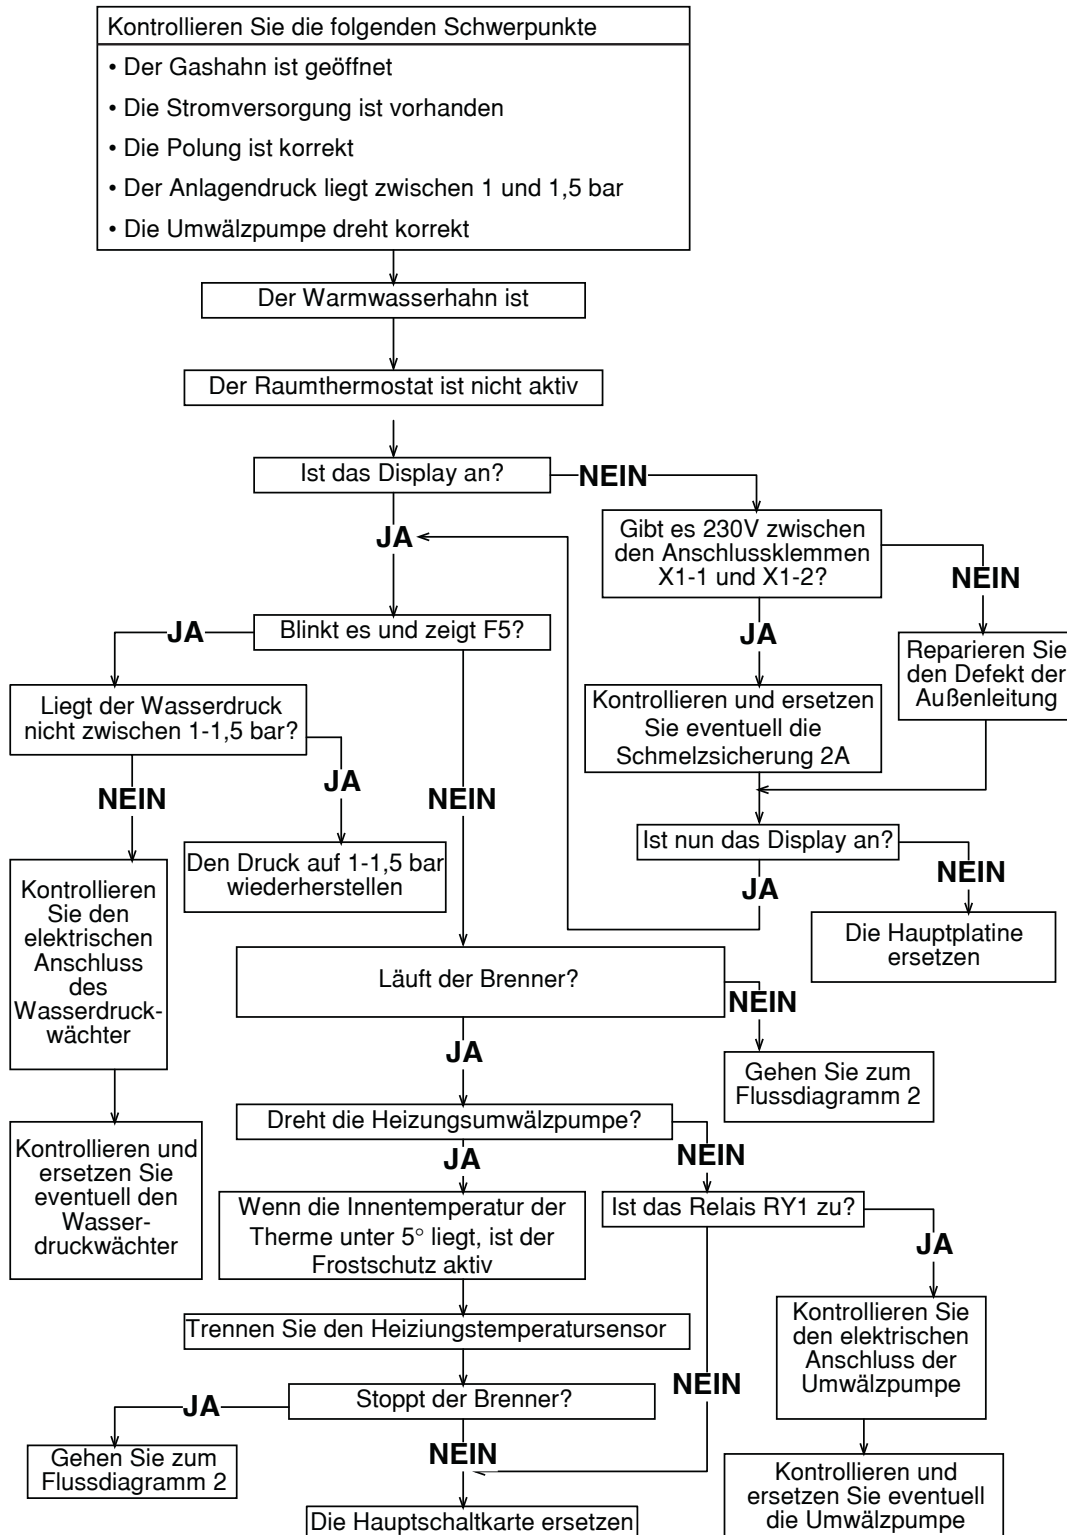 Kontrollieren Sie die folgenden Schwerpunkte
• Der Gashahn ist geöffnet
• Die Stromversorgung ist vorhanden
• Die Polung ist korrekt
• Der Anlagendruck liegt zwischen 1 und 1,5 bar
• Die Umwälzpumpe dreht korrekt
Der Warmwasserhahn ist
Der Raumthermostat ist nicht aktiv
Ist das Display an?
NEIN
JA
Gibt es 230V zwischen
den Anschlussklemmen
X1-1 und X1-2?
NEIN
JA
Reparieren Sie
den Defekt der
Außenleitung
Kontrollieren und ersetzen
Sie eventuell die
Schmelzsicherung 2A
Ist nun das Display an?
JA
NEIN
Die Hauptplatine
ersetzen
Blinkt es und zeigt F5?
JA
NEIN
Liegt der Wasserdruck
nicht zwischen 1-1,5 bar?
NEIN
JA
Den Druck auf 1-1,5 bar
wiederherstellen
Kontrollieren
Sie den
elektrischen
Anschluss
des
Wasserdruck-
wächter
Kontrollieren und
ersetzen Sie
eventuell den
Wasser-
druckwächter
Läuft der Brenner?
NEIN
JA
Gehen Sie zum
Flussdiagramm 2
Dreht die Heizungsumwälzpumpe?
JA
NEIN
Wenn die Innentemperatur der
Therme unter 5° liegt, ist der
Frostschutz aktiv
Ist das Relais RY1 zu?
JA
NEIN
Kontrollieren Sie
den elektrischen
Anschluss der
Umwälzpumpe
Kontrollieren und
ersetzen Sie eventuell
die Umwälzpumpe
Trennen Sie den Heiziungstemperatursensor
Stoppt der Brenner?
JA
NEIN
Gehen Sie zum
Flussdiagramm 2
Die Hauptschaltkarte ersetzen